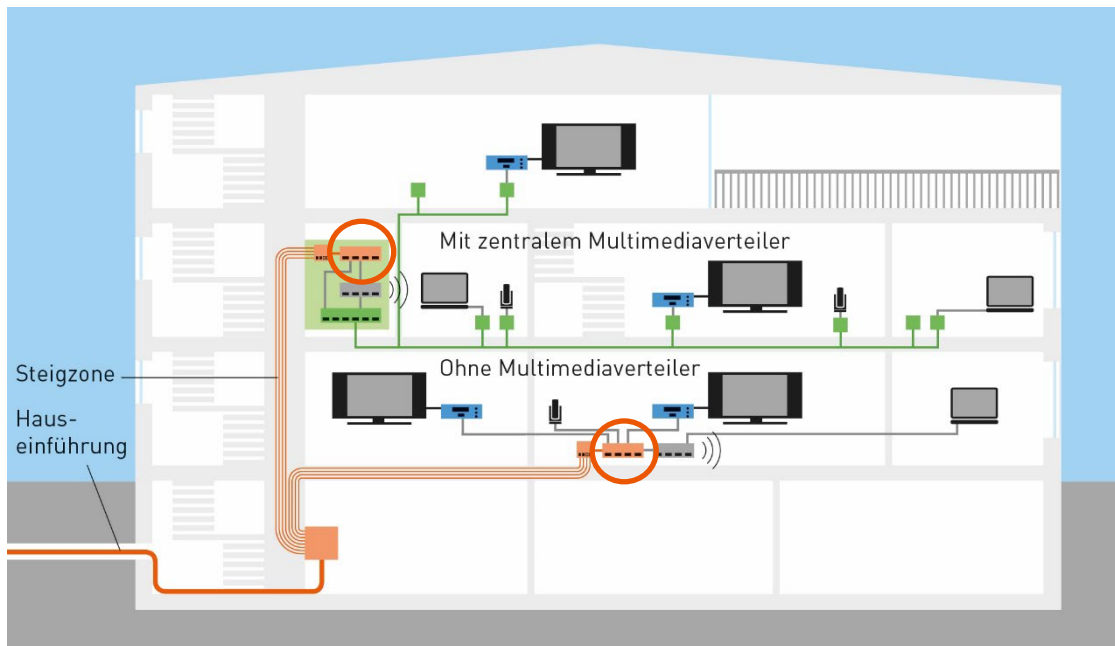 Mit zentralem Multimediaverteiler
Ohne Multimediaverteiler
Steigzone
Haus-
einführung